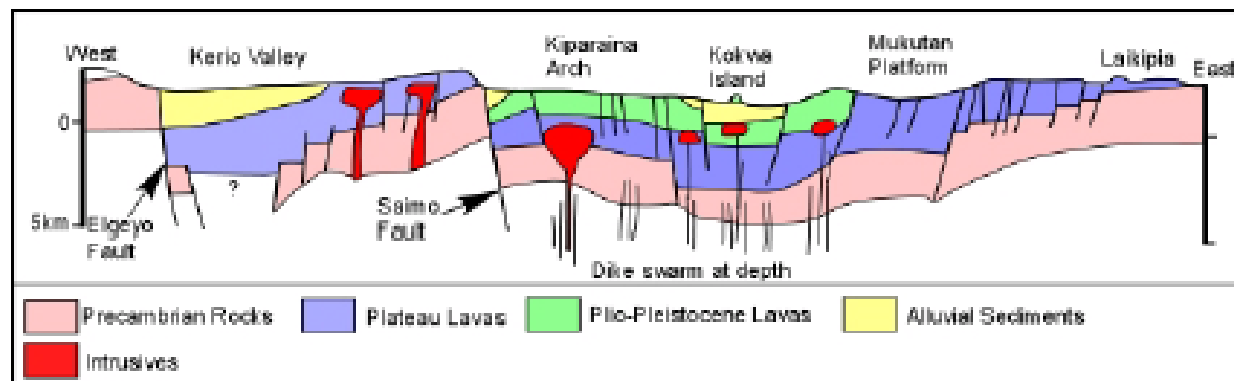 West
Kerio Valley
Kiparaina
Arch
Kokwa
Island
Mukutan
Platform
Laikipia
East
0
?
5km
Elgeyo
Fault
Saimo
Fault
Dike swarm at depth
Precambrian Rocks
Plateau Lavas
Plio-Pleistocene Lavas
Alluvial Sediments
Intrusives